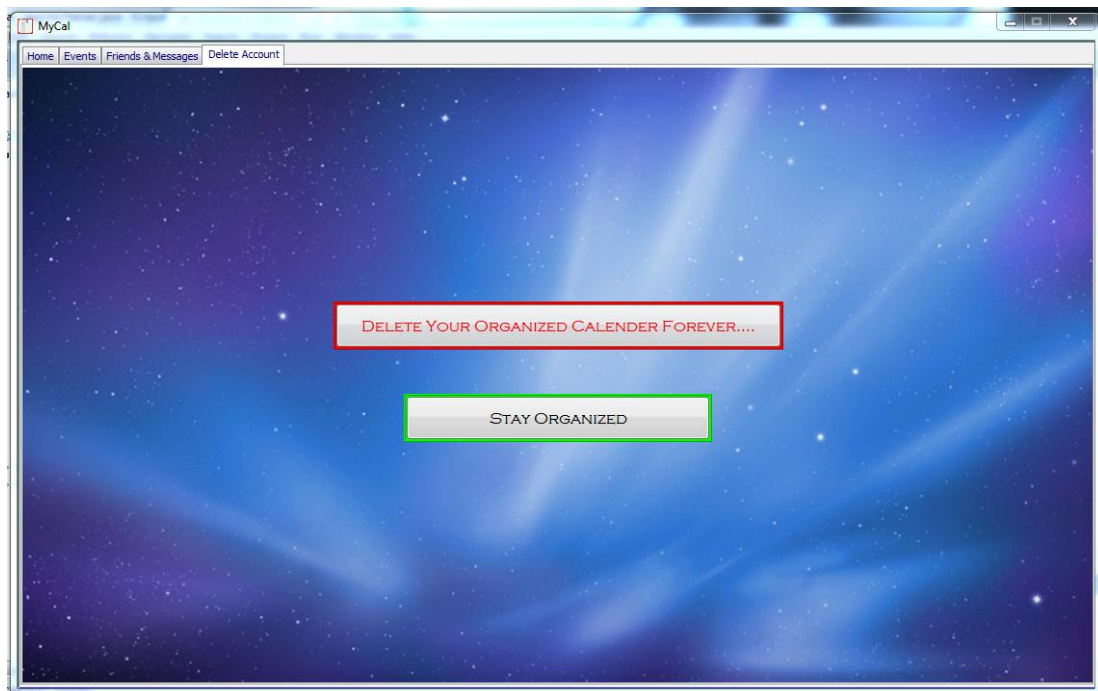 MyCal
Home Events Friends & Messages Delete Account
Delete Your Organized Calender Forever....
Stay Organized